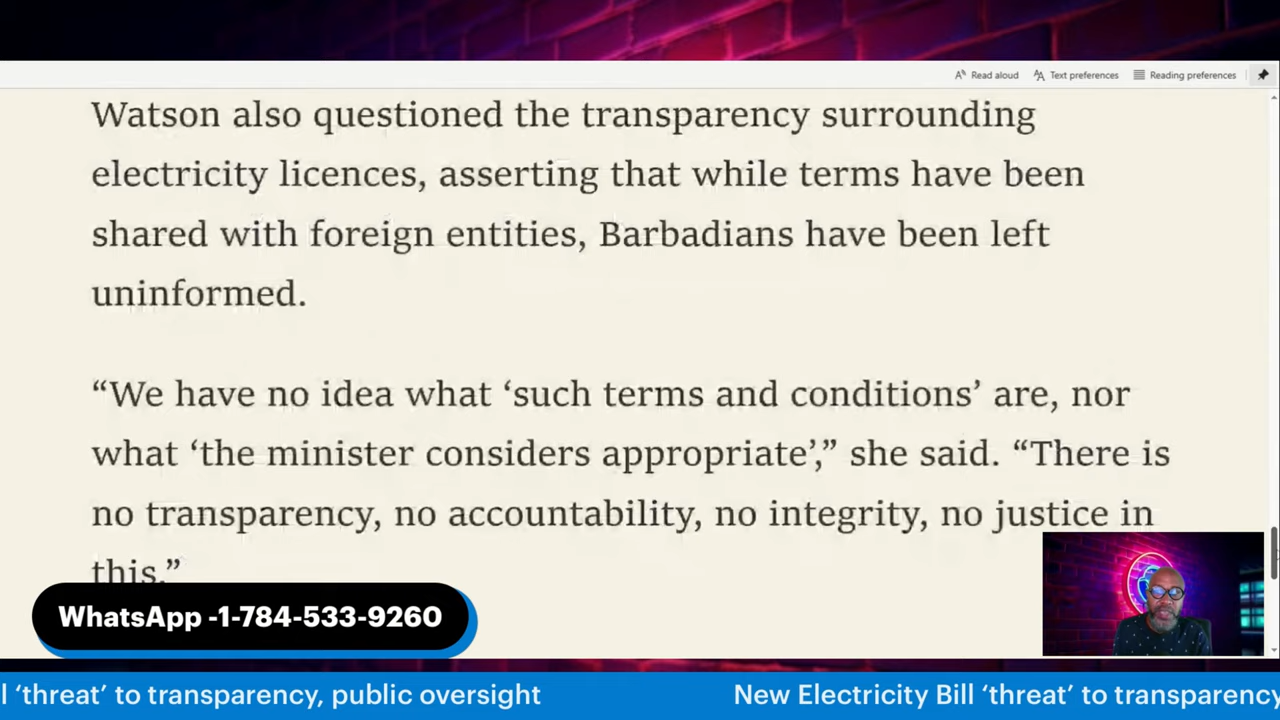 Read aloud Text preferences Reading preferences
Watson also questioned the transparency surrounding
electricity licences, asserting that while terms have been
shared with foreign entities, Barbadians have been left
uninformed.
“We have no idea what ‘such terms and conditions’ are, nor
what ‘the minister considers appropriate’,” she said. “There is
no transparency, no accountability, no integrity, no justice in
this.”
WhatsApp -1-784-533-9260
l ‘threat’ to transparency, public oversight New Electricity Bill ‘threat’ to transparency